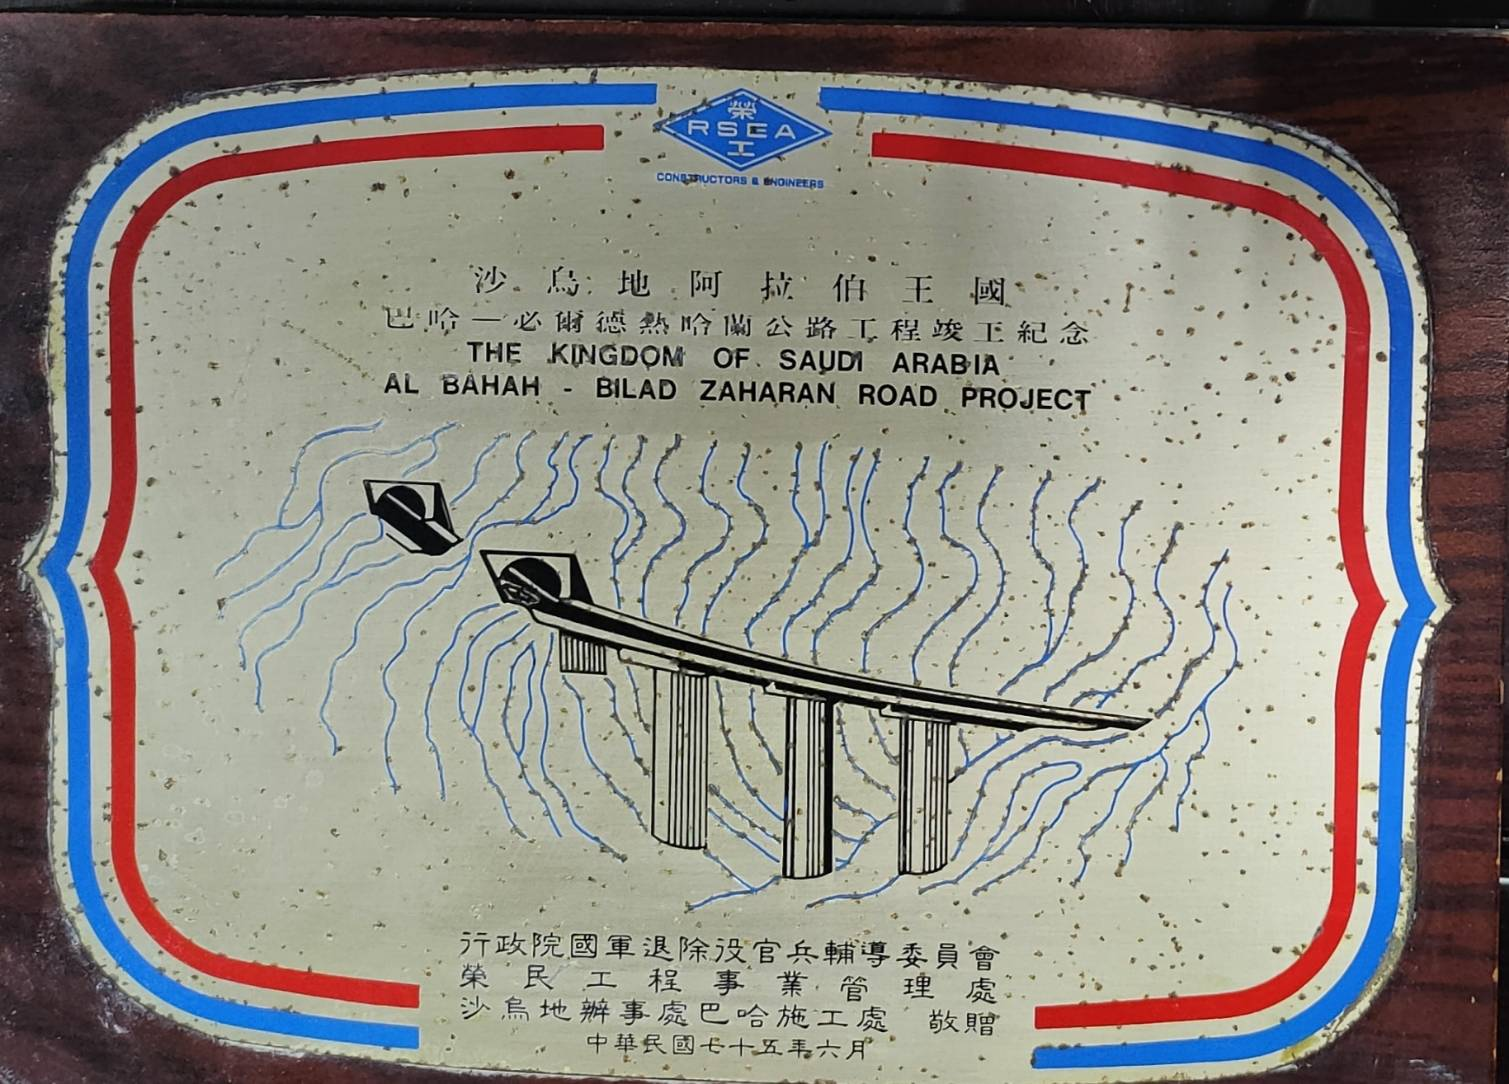 榮
RSEA
工
CONSTRUCTORS & ENGINEERS
沙烏地阿拉伯王國
巴哈－必爾德熱哈蘭公路工程竣工紀念
THE KINGDOM OF SAUDI ARABIA
AL BAHAH - BILAD ZAHARAN ROAD PROJECT
行政院國軍退除役官兵輔導委員會
榮民工程事業管理處
沙烏地辦事處巴哈施工處 敬贈
中華民國七十五年六月